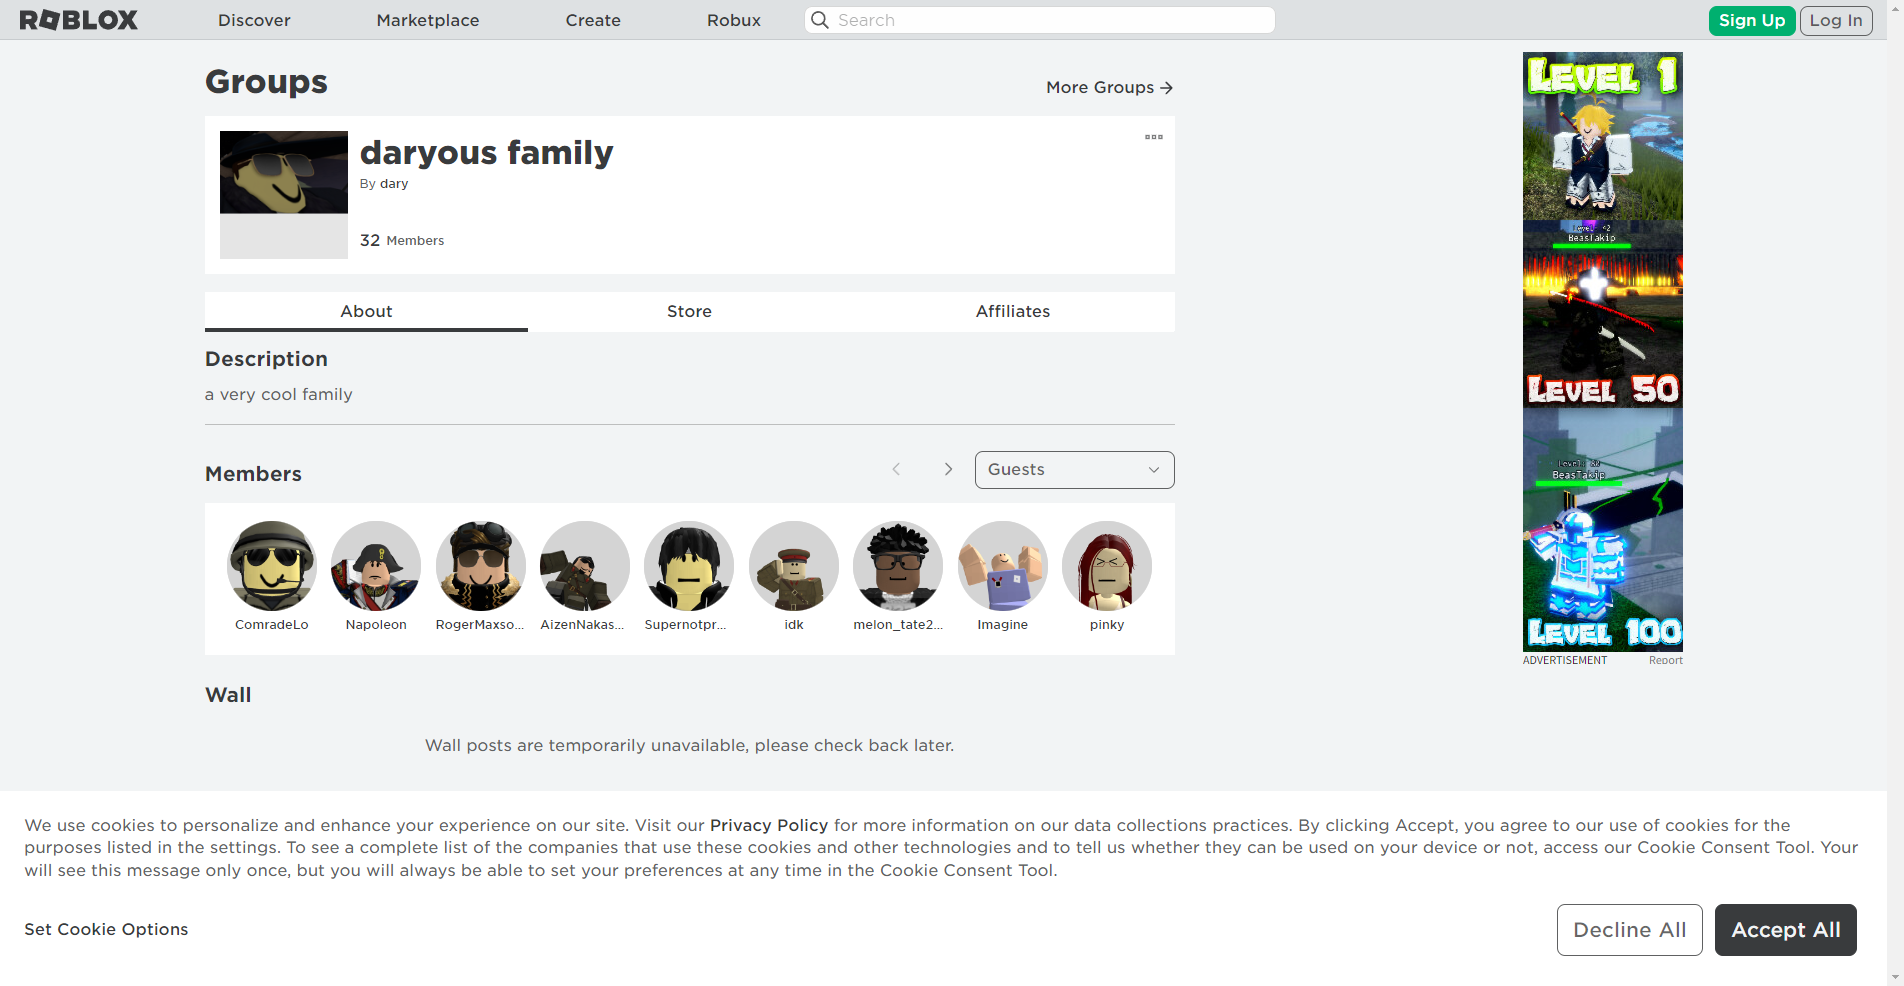 ROBLOX
Discover
Marketplace
Create
Robux
Search
Sign Up
Log In
Groups
More Groups
daryous family
By dary
32 Members
About
Store
Affiliates
Description
a very cool family
Members
Guests
ComradeLo
Napoleon
RogerMaxso...
AizenNakas...
Supernotpr...
idk
melon_tate2...
Imagine
pinky
Wall
Wall posts are temporarily unavailable, please check back later.
LEVEL 1
BeasTakip
LEVEL 50
BeasTakip
LEVEL 100
ADVERTISEMENT
Report
We use cookies to personalize and enhance your experience on our site. Visit our Privacy Policy for more information on our data collections practices. By clicking Accept, you agree to our use of cookies for the
purposes listed in the settings. To see a complete list of the companies that use these cookies and other technologies and to tell us whether they can be used on your device or not, access our Cookie Consent Tool. Your
will see this message only once, but you will always be able to set your preferences at any time in the Cookie Consent Tool.
Set Cookie Options
Decline All
Accept All